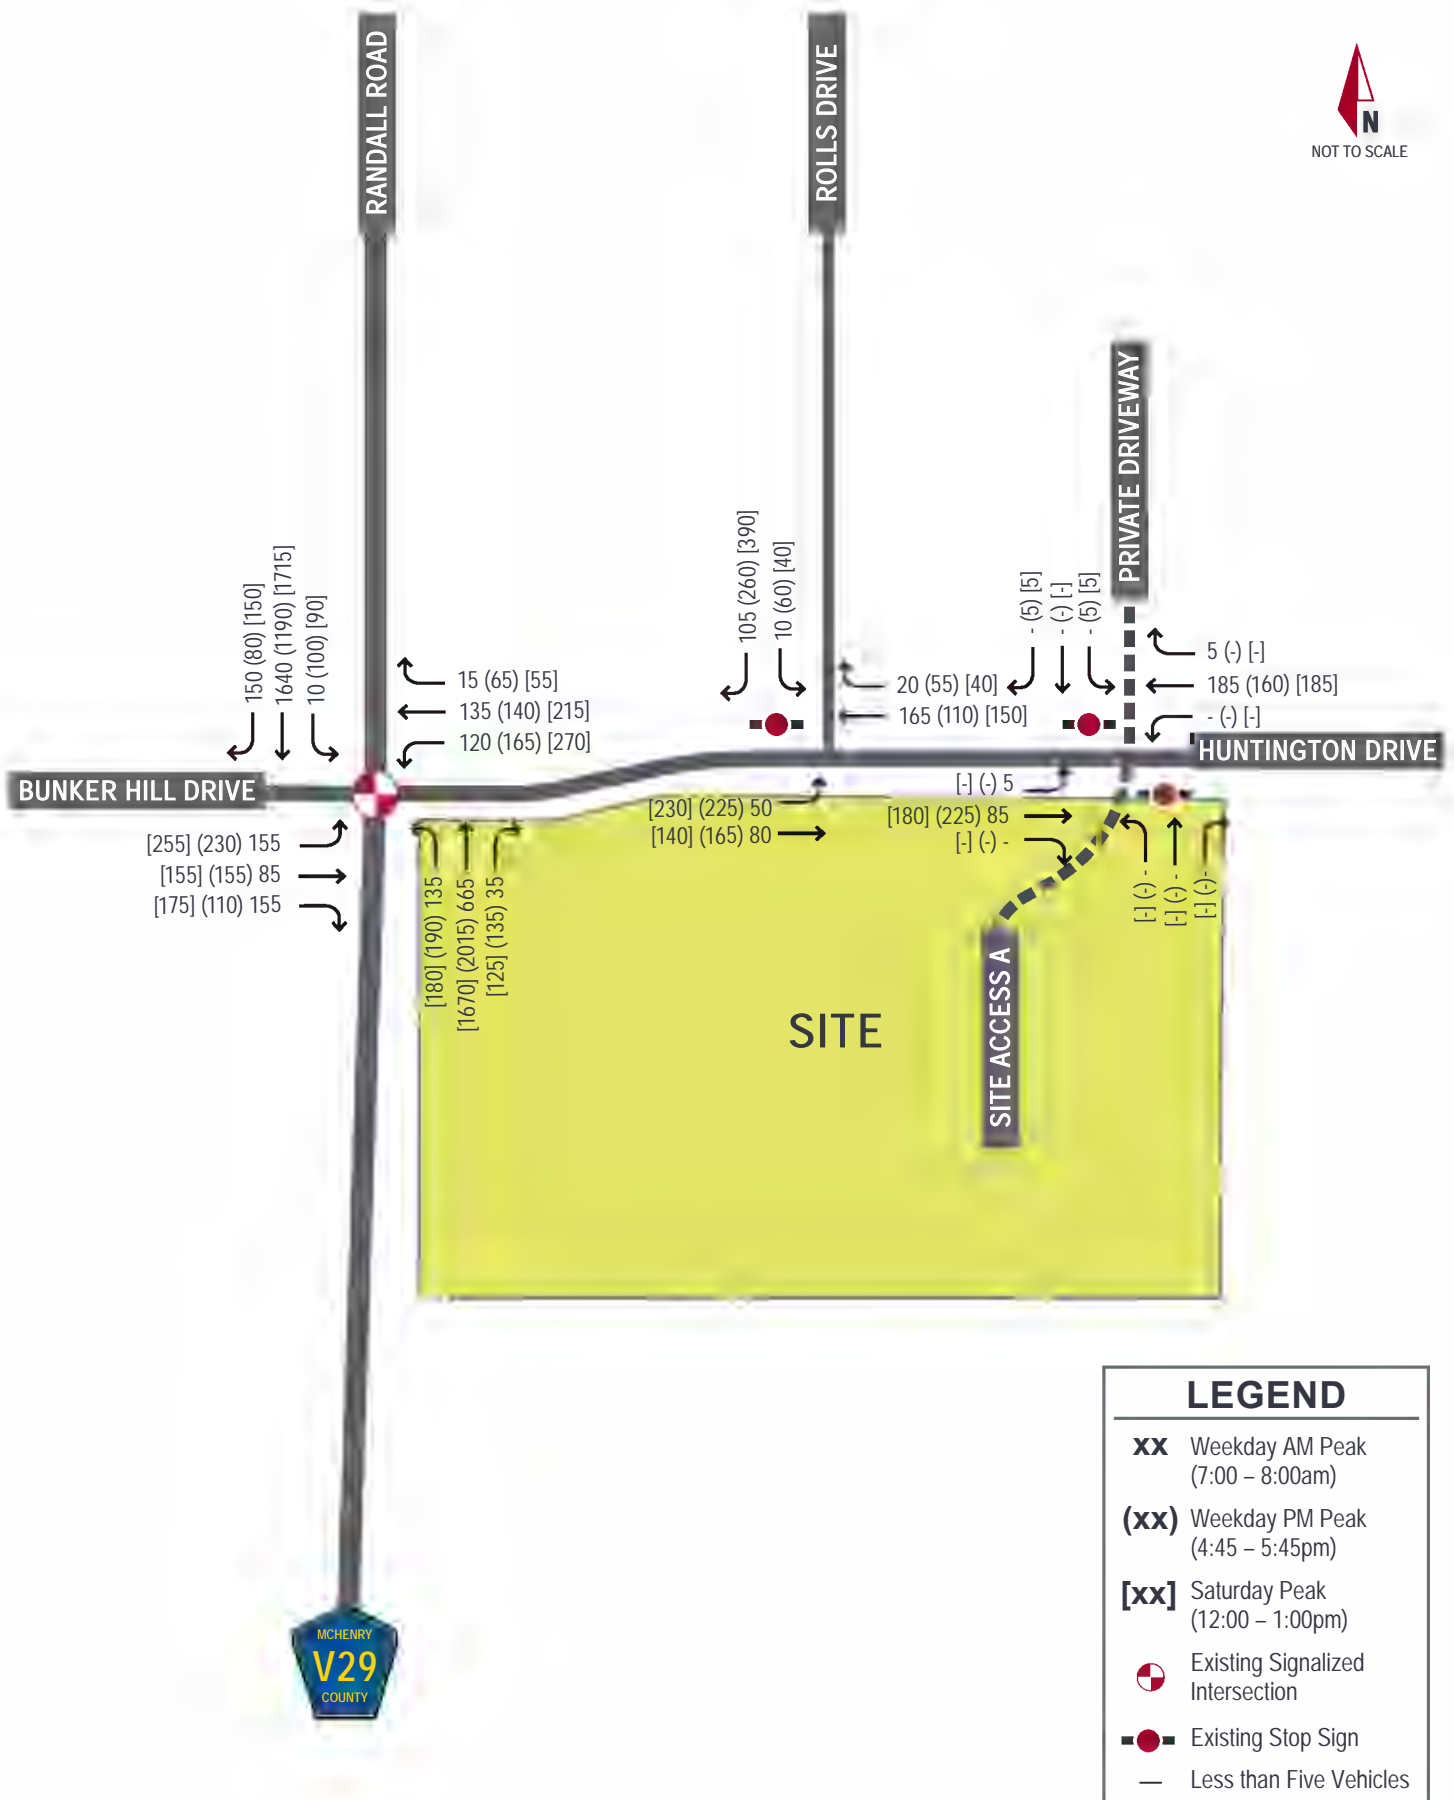 RANDALL ROAD
ROLLS DRIVE
N
NOT TO SCALE
PRIVATE DRIVEWAY
150 (80) [150]
1640 (1190) [1715]
10 (100) [90]
105 (260) [390]
10 (60) [40]
- (5) [5]
- (-) [-]
- (5) [5]
15 (65) [55]
135 (140) [215]
120 (165) [270]
20 (55) [40]
165 (110) [150]
5 (-) [-]
185 (160) [185]
- (-) [-]
HUNTINGTON DRIVE
BUNKER HILL DRIVE
[255] (230) 155
[155] (155) 85
[175] (110) 155
[180] (190) 135
[1670] (2015) 665
[125] (135) 35
[230] (225) 50
[140] (165) 80
[-] (-) 5
[180] (225) 85
[-] (-) -
[-] (-) -
[-] (-) -
[-] (-) -
SITE ACCESS A
SITE
MCHENRY
V29
COUNTY
LEGEND
xx Weekday AM Peak
(7:00 – 8:00am)
(xx) Weekday PM Peak
(4:45 – 5:45pm)
[xx] Saturday Peak
(12:00 – 1:00pm)
Existing Signalized
Intersection
Existing Stop Sign
— Less than Five Vehicles